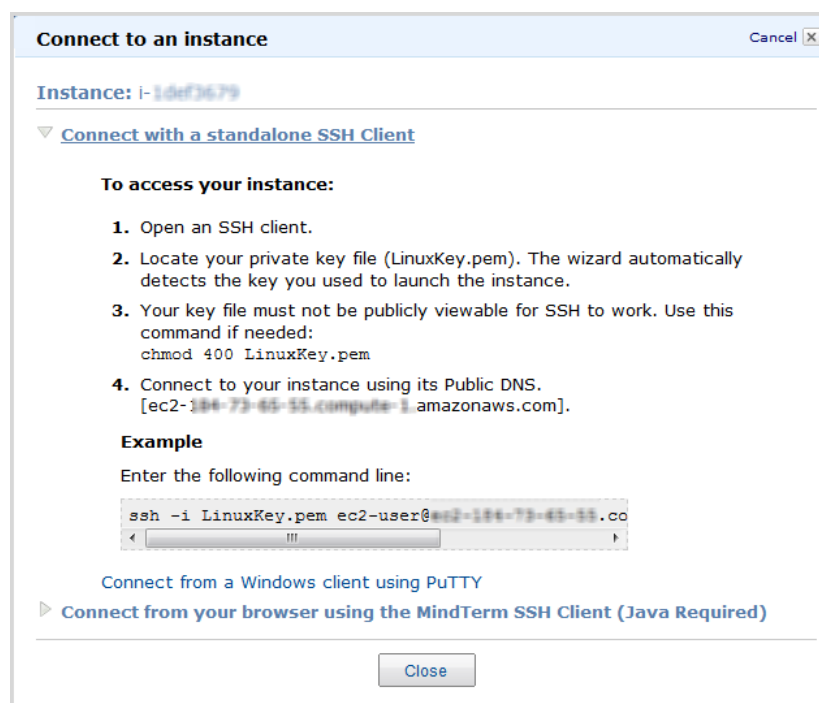 Connect to an instance
Cancel
Instance: i-
Connect with a standalone SSH Client
To access your instance:
1. Open an SSH client.
2. Locate your private key file (LinuxKey.pem). The wizard automatically
detects the key you used to launch the instance.
3. Your key file must not be publicly viewable for SSH to work. Use this
command if needed:
chmod 400 LinuxKey.pem
4. Connect to your instance using its Public DNS.
[ec2-.amazonaws.com].
Example
Enter the following command line:
ssh -i LinuxKey.pem ec2-user@.co
Connect from a Windows client using PuTTY
Connect from your browser using the MindTerm SSH Client (Java Required)
Close